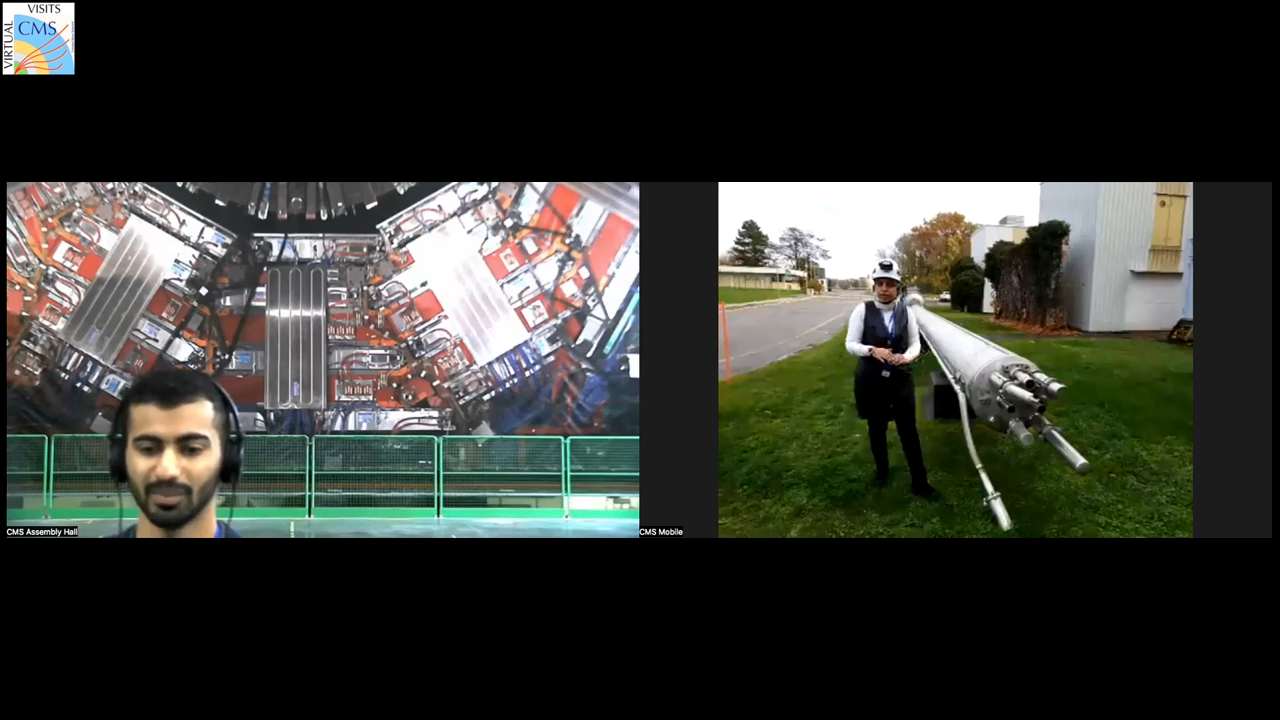 VISITS
CMS
VIRTUAL
CMS Assembly Hall
CMS Mobile